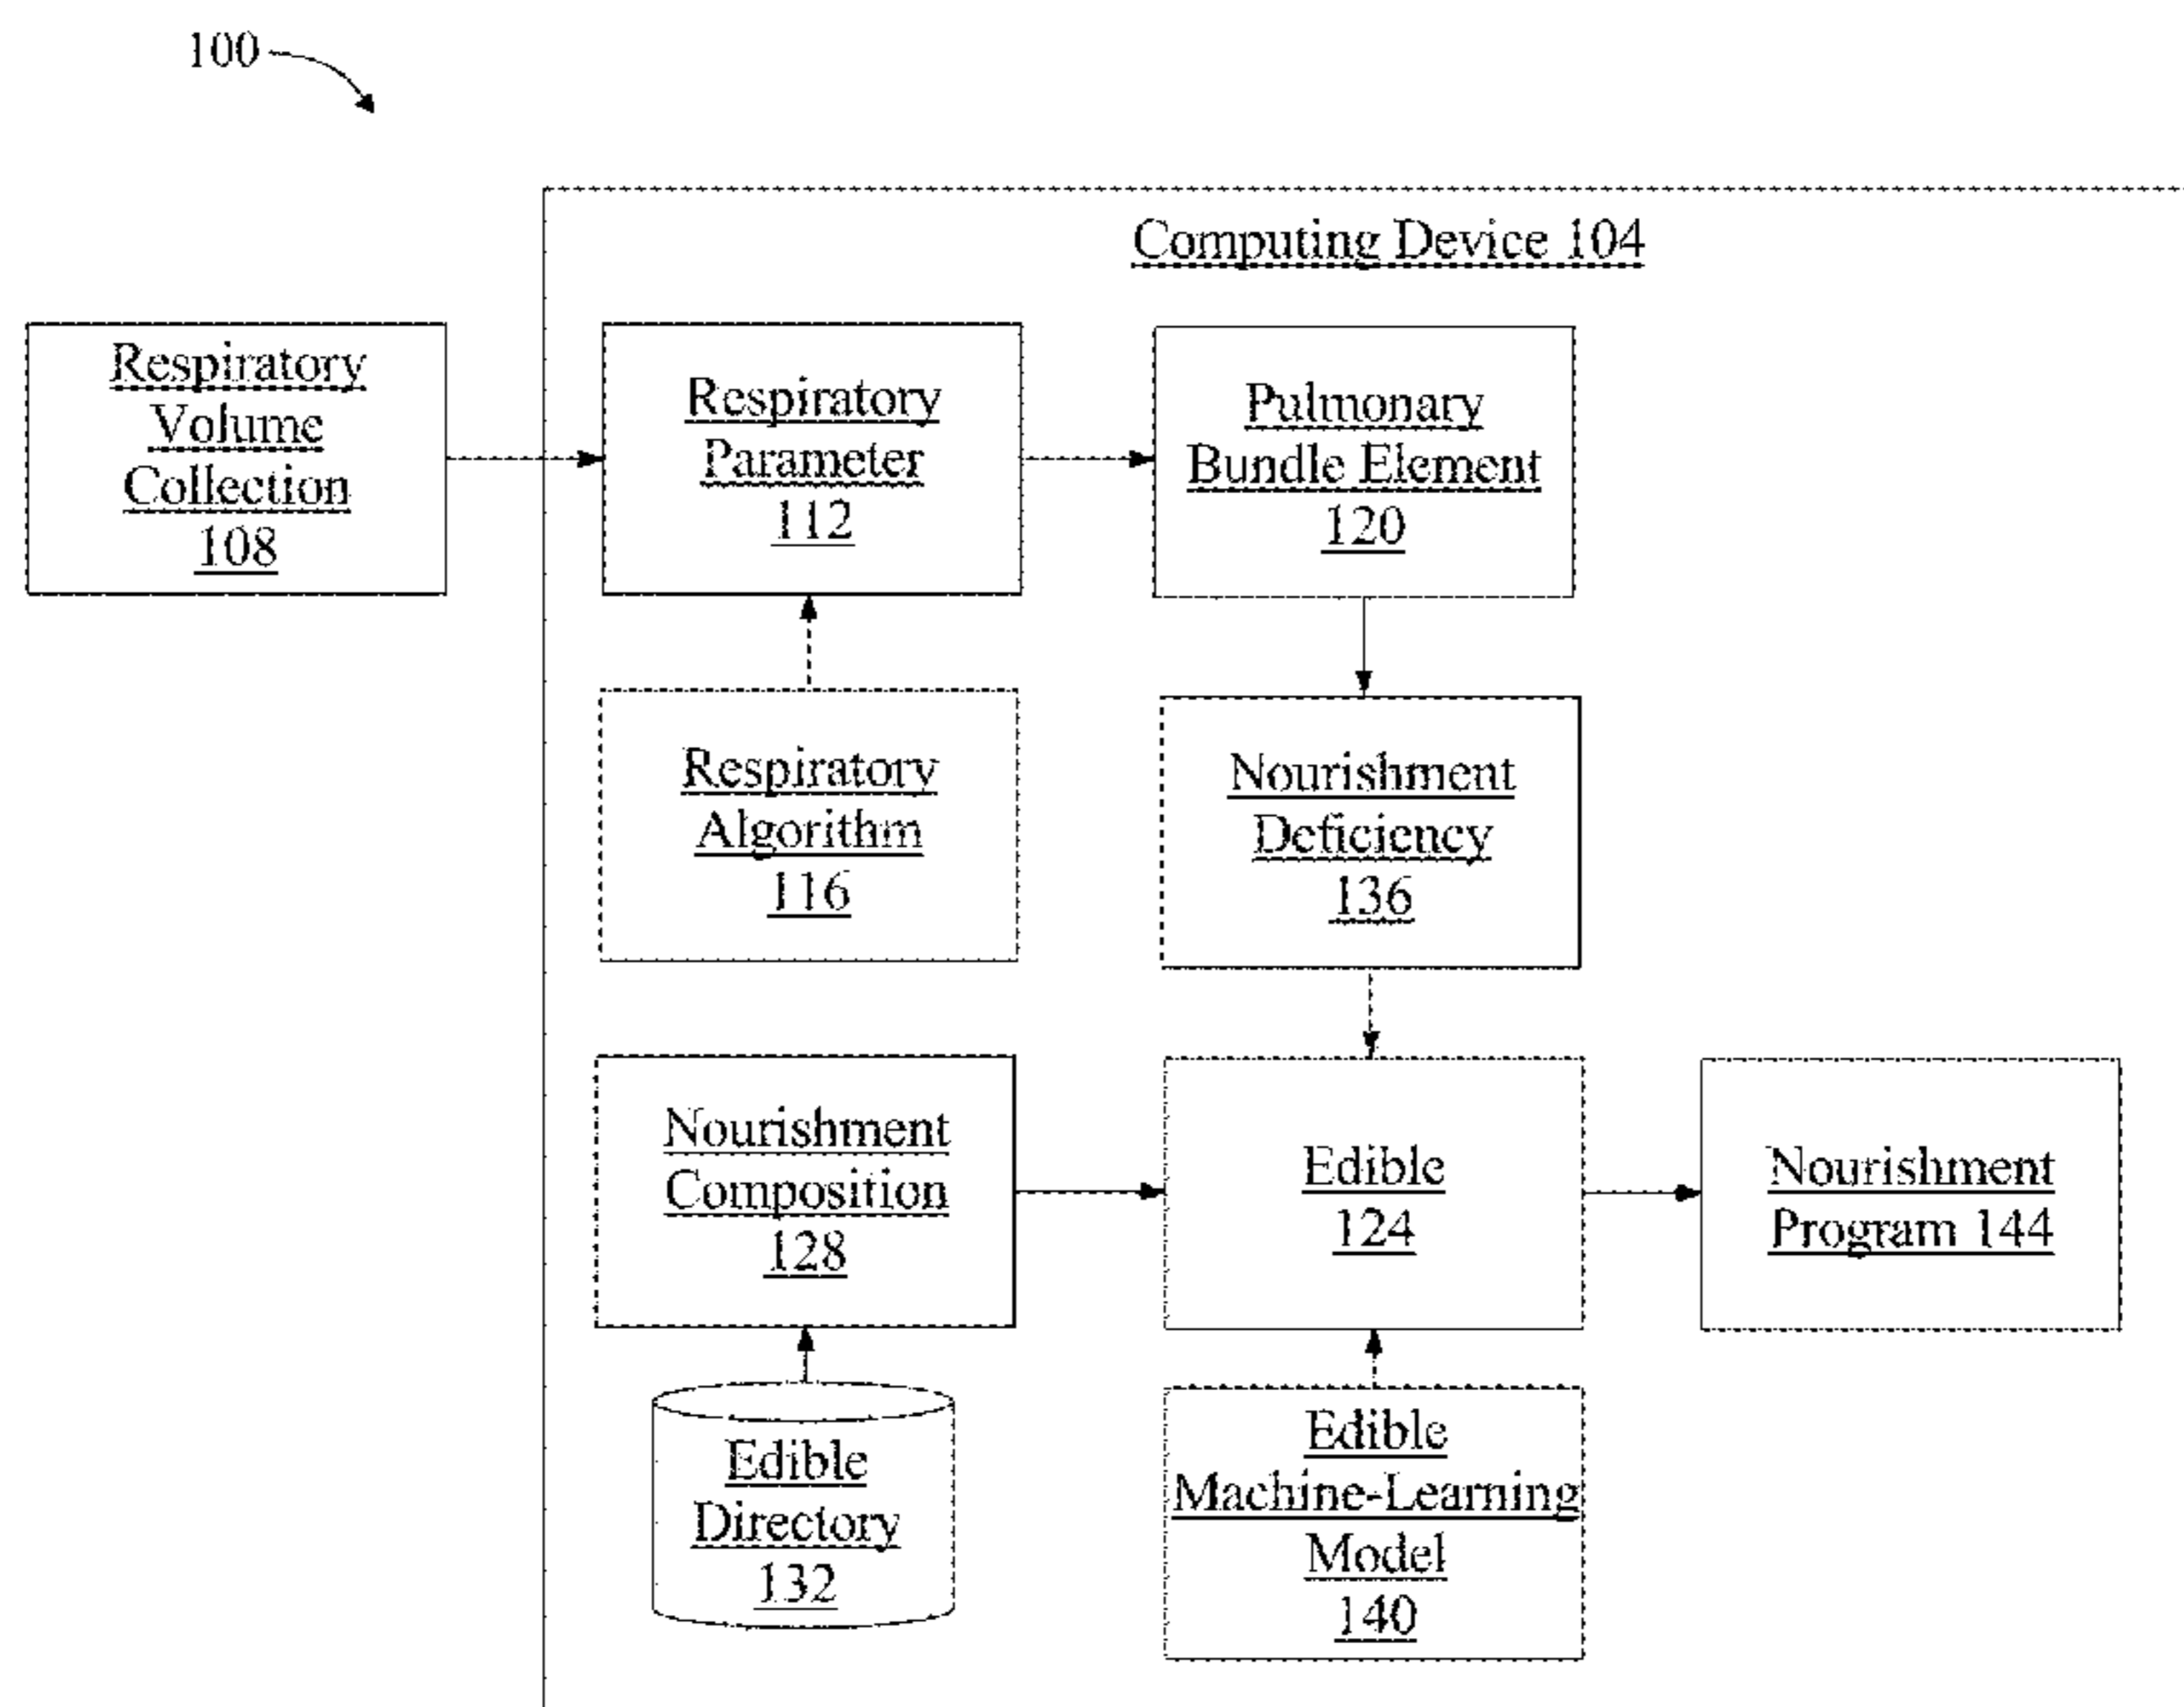 100
Computing Device 104
Respiratory
Volume
Collection
108
Respiratory
Parameter
112
Pulmonary
Bundle Element
120
Respiratory
Algorithm
116
Nourishment
Deficiency
136
Nourishment
Composition
128
Edible
124
Nourishment
Program 144
Edible
Directory
132
Edible
Machine-Learning
Model
140